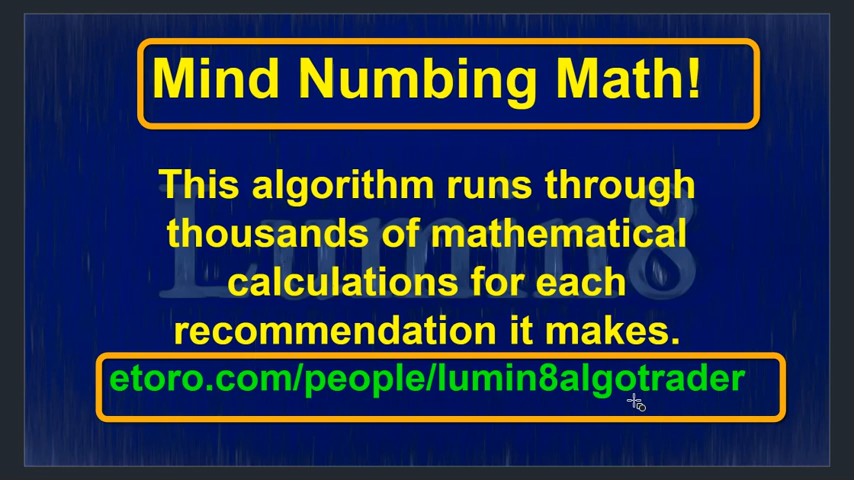 Mind Numbing Math!
Lumin8
This algorithm runs through
thousands of mathematical
calculations for each
recommendation it makes.
etoro.com/people/lumin8algotrader